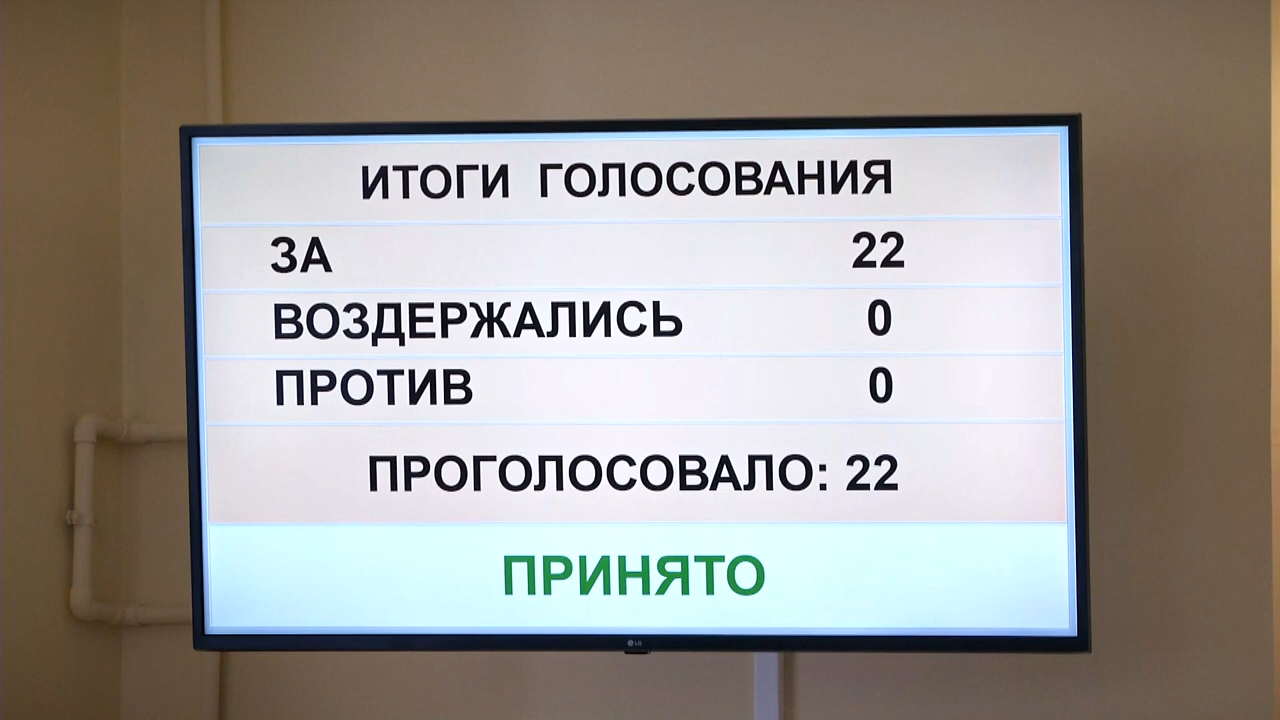 ИТОГИ ГОЛОСОВАНИЯ
ЗА 22
ВОЗДЕРЖАЛИСЬ 0
ПРОТИВ 0
ПРОГОЛОСОВАЛО: 22
ПРИНЯТО
LG